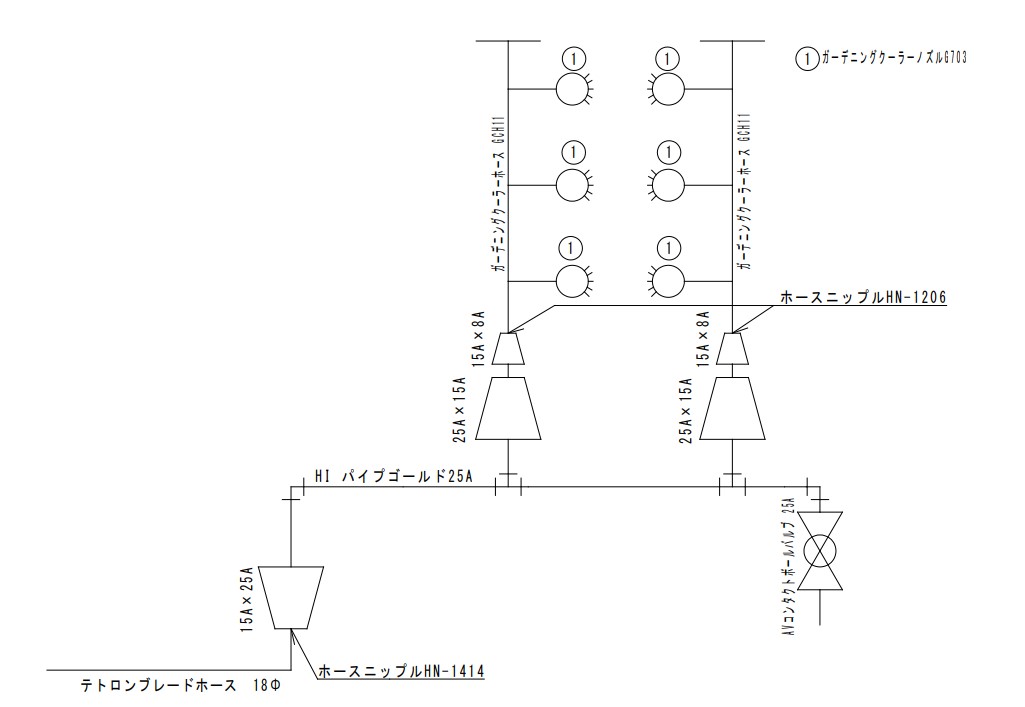 ① ① ① ガーデニングクーラーノズルG703
ガーデニングクーラーホース GCH11
ガーデニングクーラーホース GCH11
① ①
① ①
ホースニップルHN-1206
15A×8A
15A×8A
25A×15A
25A×15A
HI パイプゴールド25A
AVコンタクトボールバルブ 25A
15A×25A
ホースニップルHN-1414
テトロンブレードホース 18Φ